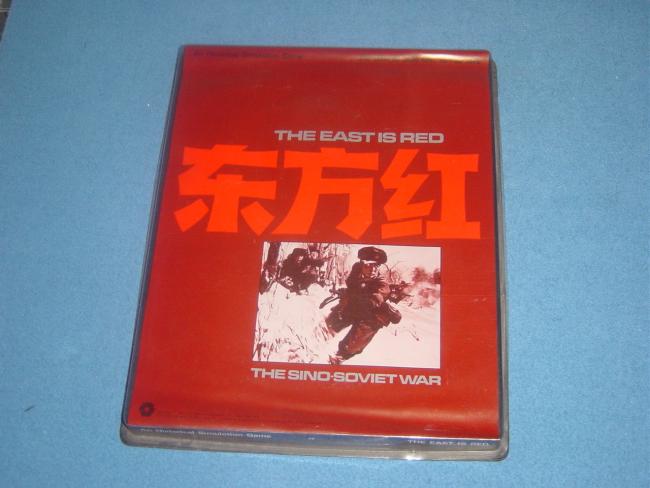 THE EAST IS RED
东方红
THE SINO-SOVIET WAR
An Historical Simulation Game
THE EAST IS RED